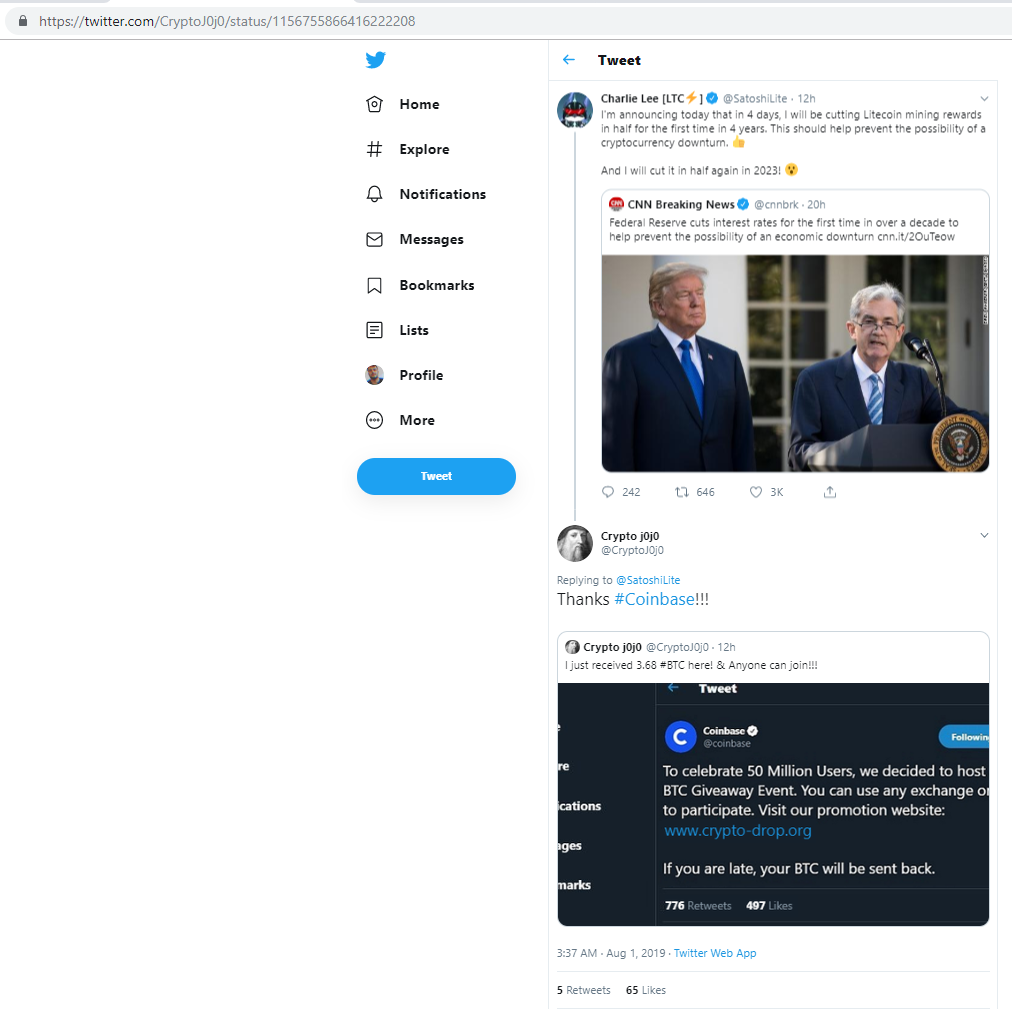 https://twitter.com/CryptoJ0j0/status/1156755866416222208
Home
Explore
Notifications
Messages
Bookmarks
Lists
Profile
More
Tweet
Tweet
Charlie Lee [LTC⚡] @SatoshiLite · 12h
I'm announcing today that in 4 days, I will be cutting Litecoin mining rewards
in half for the first time in 4 years. This should help prevent the possibility of a
cryptocurrency downturn. 👍
And I will cut it in half again in 2023! 😮
CNN Breaking News @cnnbrk · 20h
Federal Reserve cuts interest rates for the first time in over a decade to
help prevent the possibility of an economic downturn cnn.it/2OuTeow
242 646 3K
Crypto j0j0
@CryptoJ0j0
Replying to @SatoshiLite
Thanks #Coinbase!!!
Crypto j0j0 @CryptoJ0j0 · 12h
I just received 3.68 #BTC here! & Anyone can join!!!
Tweet
Coinbase
@coinbase
Followin
e
re
ications
ages
marks
To celebrate 50 Million Users, we decided to host
BTC Giveaway Event. You can use any exchange or
to participate. Visit our promotion website:
www.crypto-drop.org
If you are late, your BTC will be sent back.
776 Retweets 497 Likes
3:37 AM · Aug 1, 2019 · Twitter Web App
5 Retweets 65 Likes